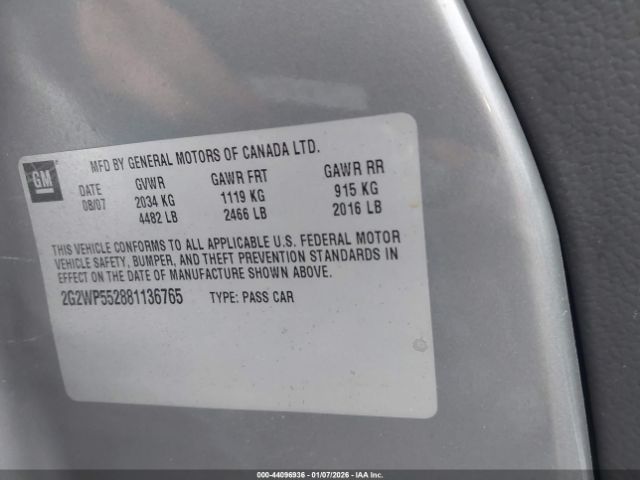 GM
MFD BY GENERAL MOTORS OF CANADA LTD.
DATE GVWR GAWR FRT GAWR RR
08/07 2034 KG 1119 KG 915 KG
4482 LB 2466 LB 2016 LB
THIS VEHICLE CONFORMS TO ALL APPLICABLE U.S. FEDERAL MOTOR
VEHICLE SAFETY, BUMPER, AND THEFT PREVENTION STANDARDS IN
EFFECT ON THE DATE OF MANUFACTURE SHOWN ABOVE.
2G2WP552881136765 TYPE: PASS CAR
000-44096936 - 01/07/2026 - IAA Inc. - COPART